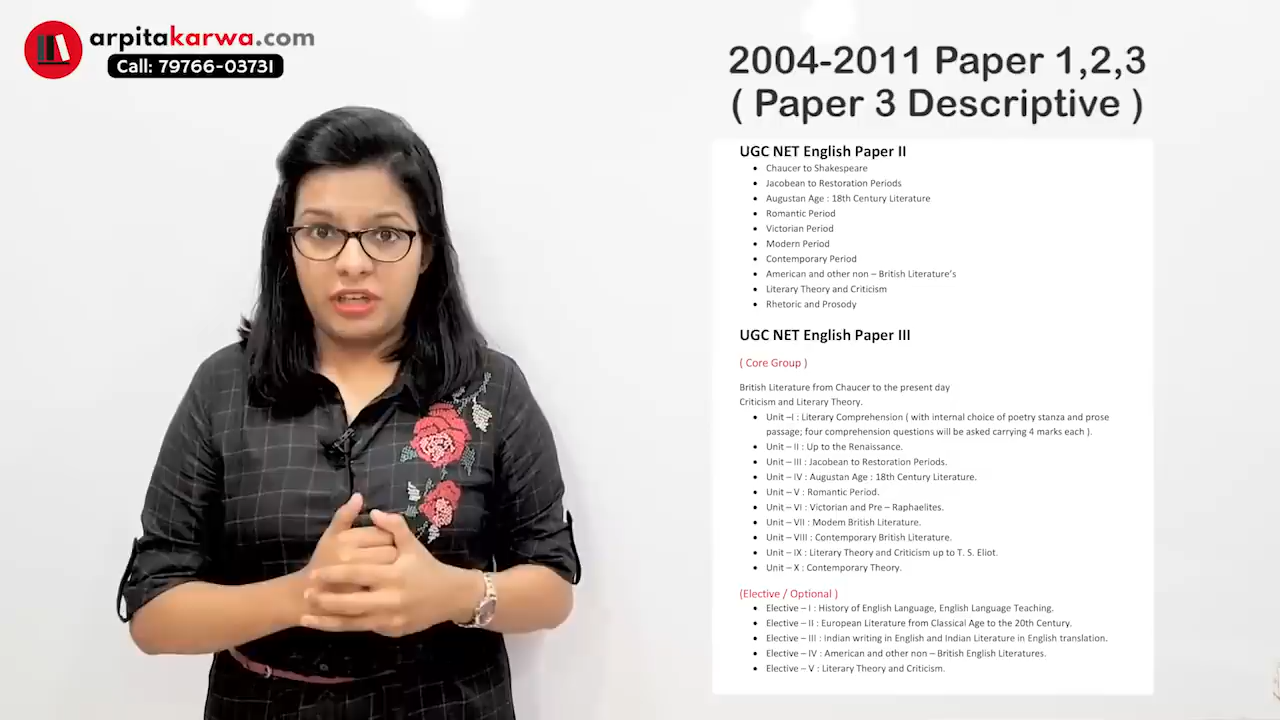 arpitakarwa.com
Call: 79766-03731
2004-2011 Paper 1,2,3
( Paper 3 Descriptive )
UGC NET English Paper II
• Chaucer to Shakespeare
• Jacobean to Restoration Periods
• Augustan Age : 18th Century Literature
• Romantic Period
• Victorian Period
• Modern Period
• Contemporary Period
• American and other non – British Literature's
• Literary Theory and Criticism
• Rhetoric and Prosody
UGC NET English Paper III
( Core Group )
British Literature from Chaucer to the present day
Criticism and Literary Theory.
• Unit –I : Literary Comprehension ( with internal choice of poetry stanza and prose
passage; four comprehension questions will be asked carrying 4 marks each ).
• Unit – II : Up to the Renaissance.
• Unit – III : Jacobean to Restoration Periods.
• Unit – IV : Augustan Age : 18th Century Literature.
• Unit – V : Romantic Period.
• Unit – VI : Victorian and Pre – Raphaelites.
• Unit – VII : Modem British Literature.
• Unit – VIII : Contemporary British Literature.
• Unit – IX : Literary Theory and Criticism up to T. S. Eliot.
• Unit – X : Contemporary Theory.
(Elective / Optional )
• Elective – I : History of English Language, English Language Teaching.
• Elective – II : European Literature from Classical Age to the 20th Century.
• Elective – III : Indian writing in English and Indian Literature in English translation.
• Elective – IV : American and other non – British English Literatures.
• Elective – V : Literary Theory and Criticism.